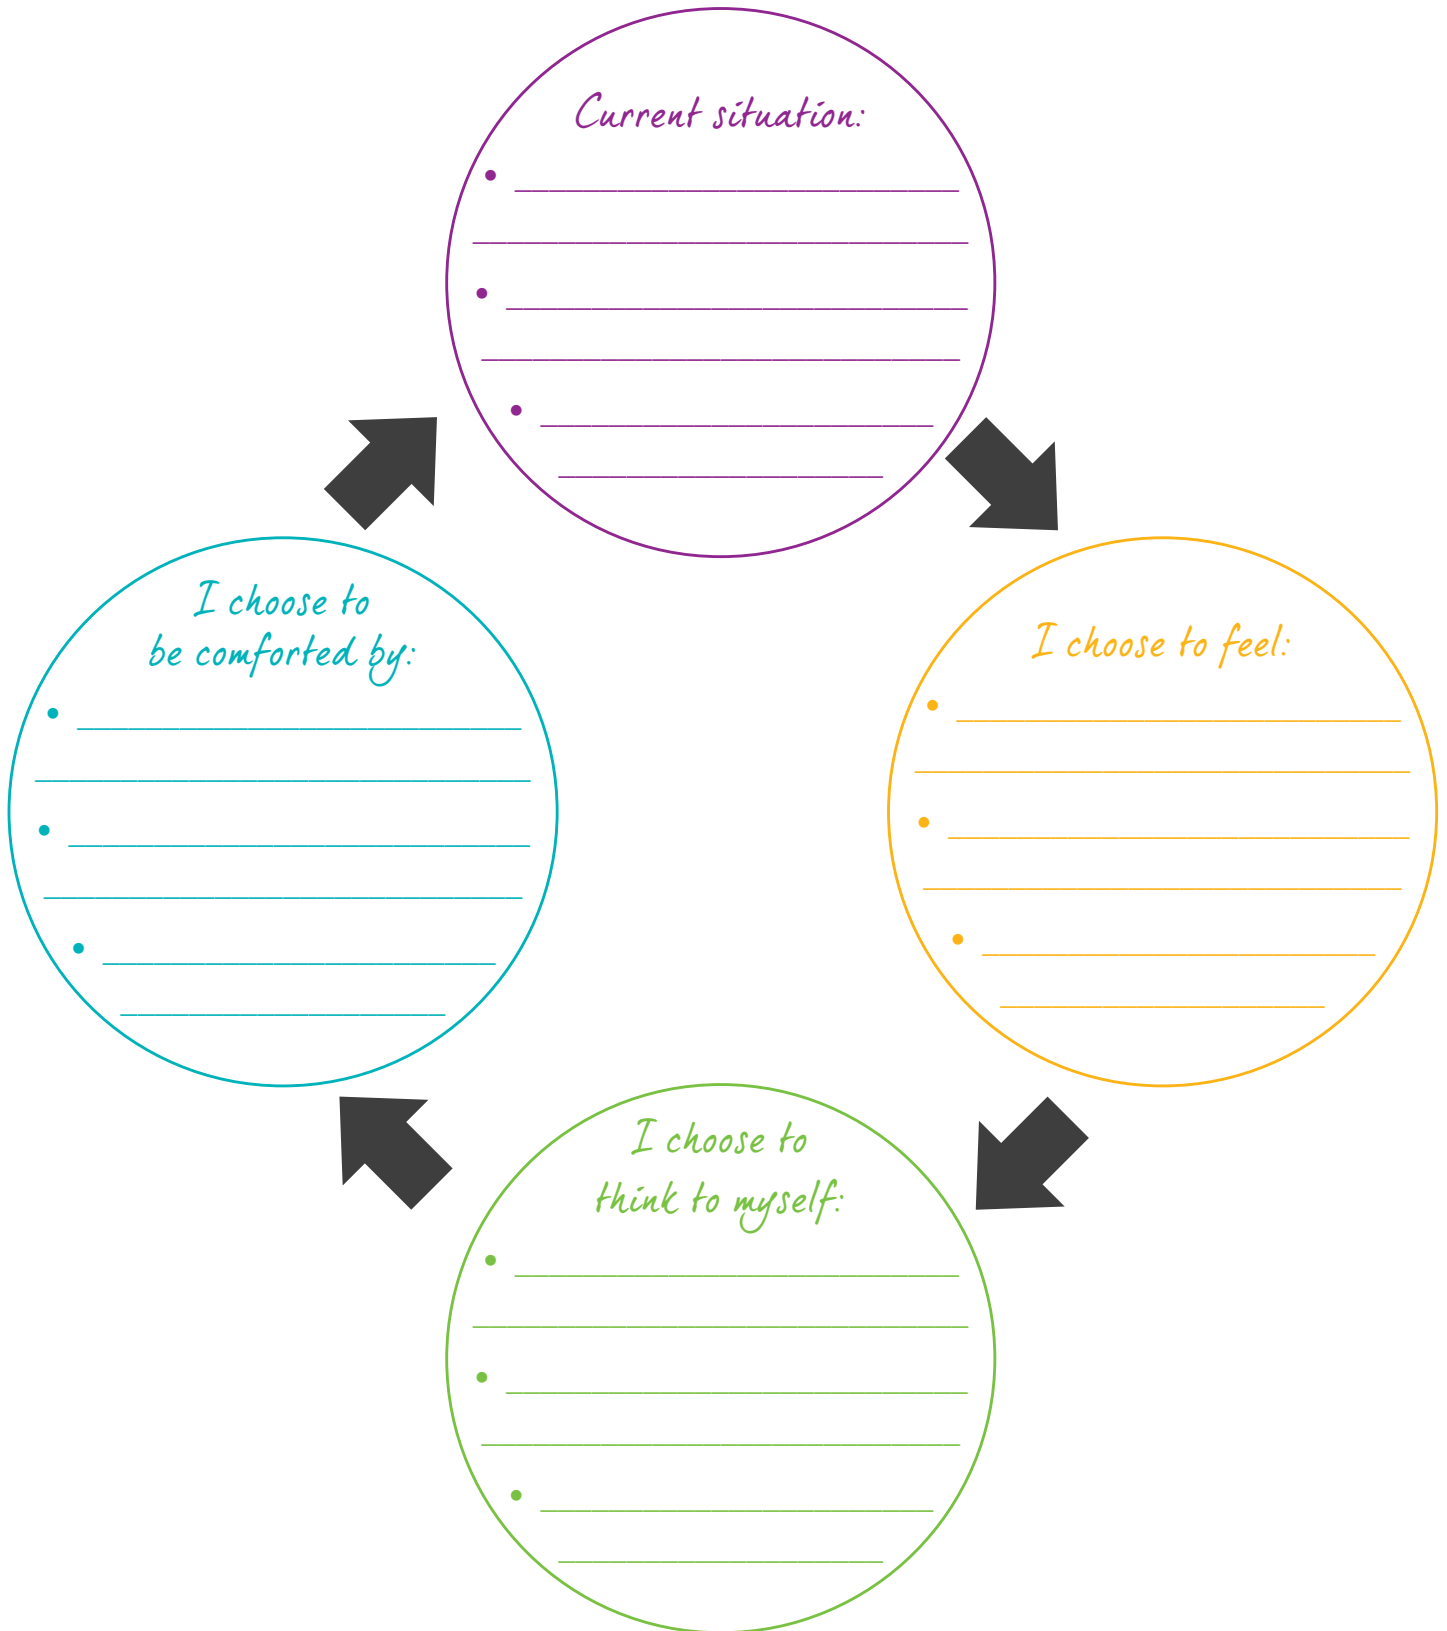 Current situation:
I choose to
be comforted by:
I choose to feel:
I choose to
think to myself: